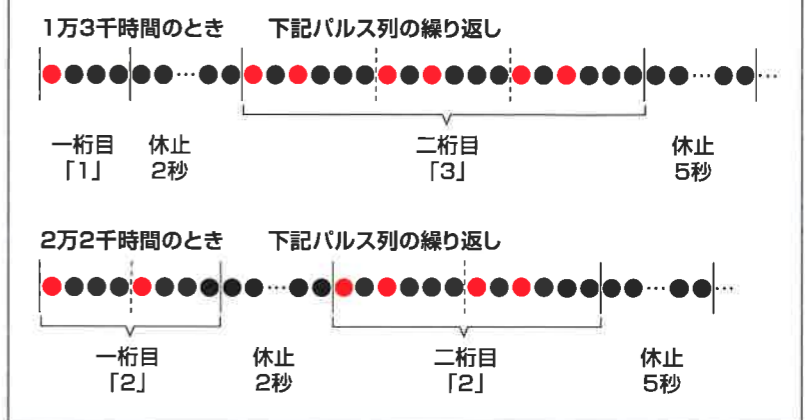 1万3千時間のとき 下記パルス列の繰り返し
… …
一桁目 休止 二桁目 休止
「1」 2秒 「3」 5秒
2万2千時間のとき 下記パルス列の繰り返し
… … …
一桁目 休止 二桁目 休止
「2」 2秒 「2」 5秒